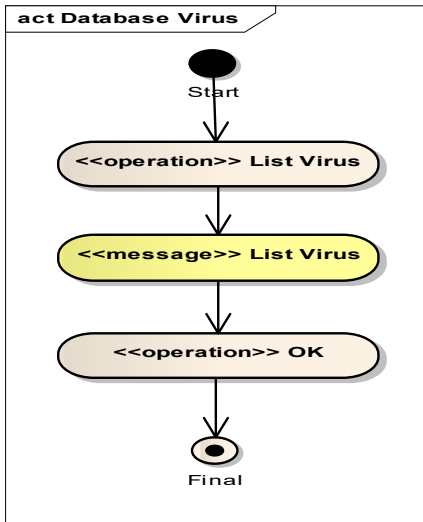 act Database Virus
Start
<<operation>> List Virus
<<message>> List Virus
<<operation>> OK
Final